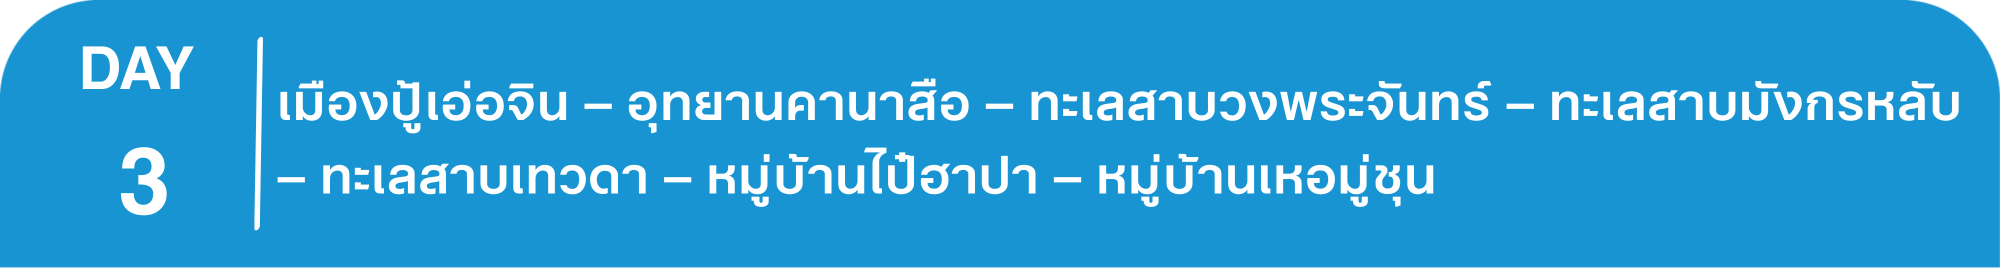 DAY
3
เมืองปู้เอ่อจิน – อุทยานคานาสือ – ทะเลสาบวงพระจันทร์ – ทะเลสาบมังกรหลับ
– ทะเลสาบเทวดา – หมู่บ้านไป๋ฮาปา – หมู่บ้านเหอมู่ชุน